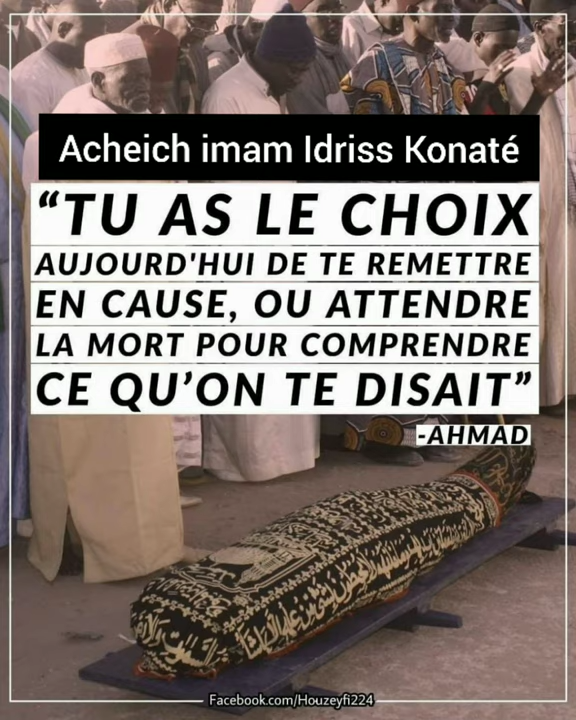 Acheich imam Idriss Konaté
“TU AS LE CHOIX
AUJOURD'HUI DE TE REMETTRE
EN CAUSE, OU ATTENDRE
LA MORT POUR COMPRENDRE
CE QU’ON TE DISAIT”
-AHMAD
Facebook.com/Houzeyfi224